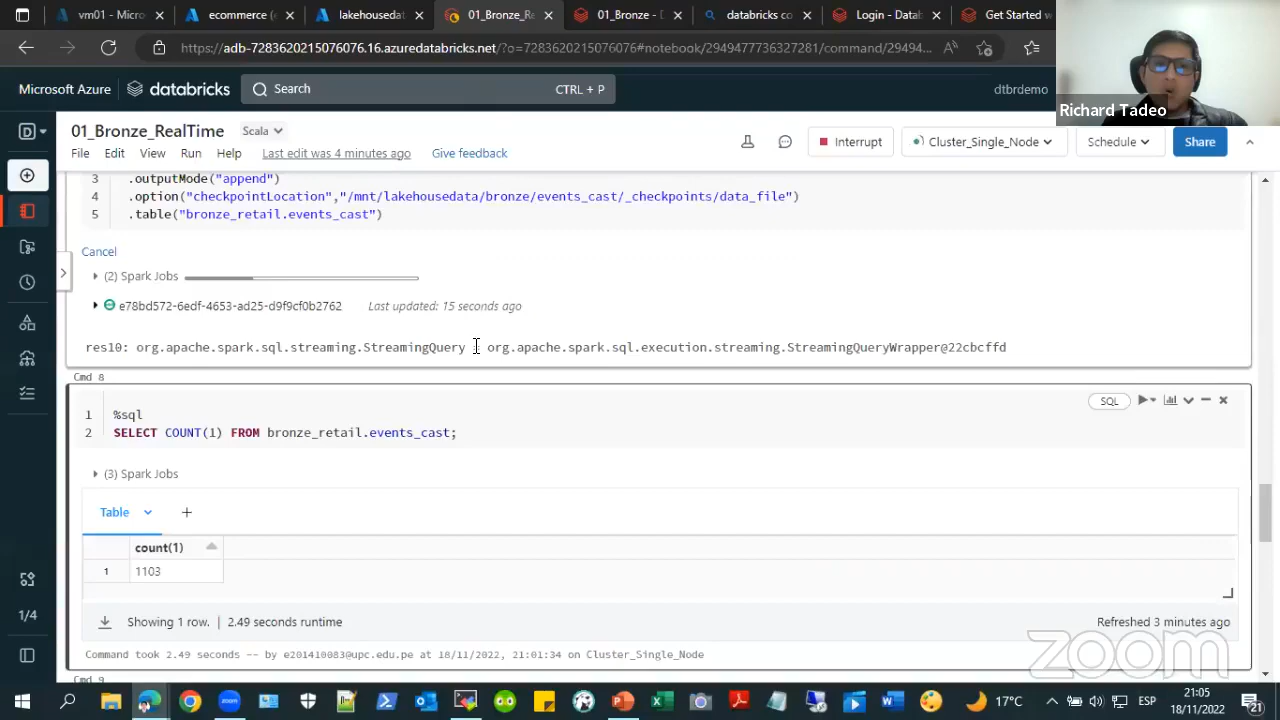 vm01 - Micros
ecommerce (
lakehousedat
01_Bronze_Re
01_Bronze - D
databricks co
Login - Datab
Get Started w
https://adb-7283620215076076.16.azuredatabricks.net/?o=7283620215076076#notebook/2949477736327281/command/29494...
Microsoft Azure
databricks
Search
CTRL + P
dtbrdemo
Richard Tadeo
01_Bronze_RealTime
Scala
Interrupt
Cluster_Single_Node
Schedule
Share
File Edit View Run Help
Last edit was 4 minutes ago
Give feedback
3 .outputMode("append")
4 .option("checkpointLocation","/mnt/lakehousedata/bronze/events_cast/_checkpoints/data_file")
5 .table("bronze_retail.events_cast")
Cancel
(2) Spark Jobs
e78bd572-6edf-4653-ad25-d9f9cf0b2762 Last updated: 15 seconds ago
res10: org.apache.spark.sql.streaming.StreamingQuery org.apache.spark.sql.execution.streaming.StreamingQueryWrapper@22cbcffd
Cmd 8
SQL
1 %sql
2 SELECT COUNT(1) FROM bronze_retail.events_cast;
(3) Spark Jobs
Table +
count(1)
1 1103
Showing 1 row. | 2.49 seconds runtime
Refreshed 3 minutes ago
Command took 2.49 seconds -- by e201410083@upc.edu.pe at 18/11/2022, 21:01:34 on Cluster_Single_Node
zoom
Cmd 9
1/4
17°C
ESP
21:05
18/11/2022
21